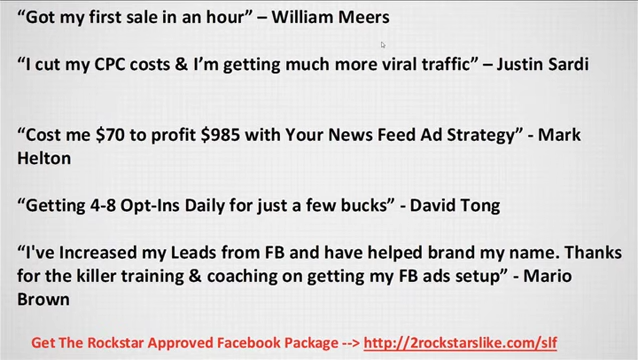 “Got my first sale in an hour” – William Meers
“I cut my CPC costs & I’m getting much more viral traffic” – Justin Sardi
“Cost me $70 to profit $985 with Your News Feed Ad Strategy” - Mark
Helton
“Getting 4-8 Opt-Ins Daily for just a few bucks” - David Tong
“I've Increased my Leads from FB and have helped brand my name. Thanks
for the killer training & coaching on getting my FB ads setup” - Mario
Brown
Get The Rockstar Approved Facebook Package --> http://2rockstarslike.com/slf